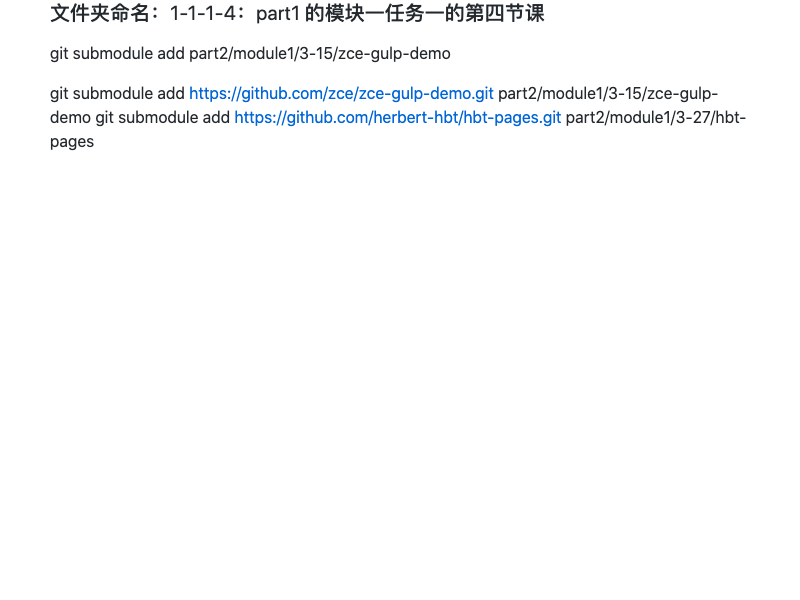 文件夹命名：1-1-1-4：part1 的模块一任务一的第四节课
git submodule add part2/module1/3-15/zce-gulp-demo
git submodule add https://github.com/zce/zce-gulp-demo.git part2/module1/3-15/zce-gulp-
demo git submodule add https://github.com/herbert-hbt/hbt-pages.git part2/module1/3-27/hbt-
pages